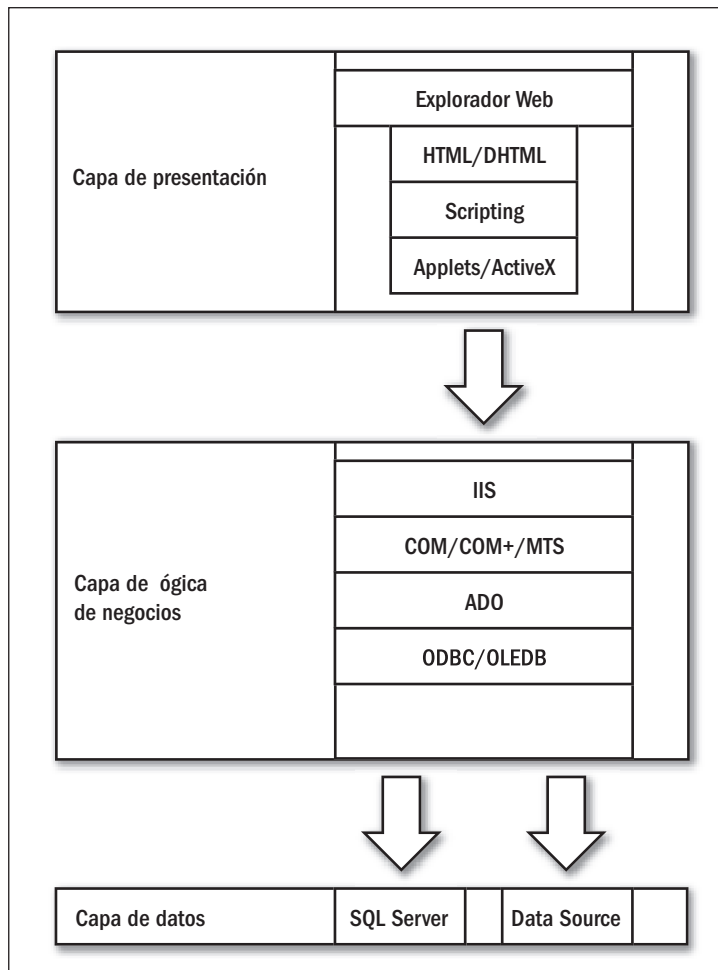 Capa de presentación
Explorador Web
HTML/DHTML
Scripting
Applets/ActiveX
Capa de ógica
de negocios
IIS
COM/COM+/MTS
ADO
ODBC/OLEDB
Capa de datos
SQL Server
Data Source